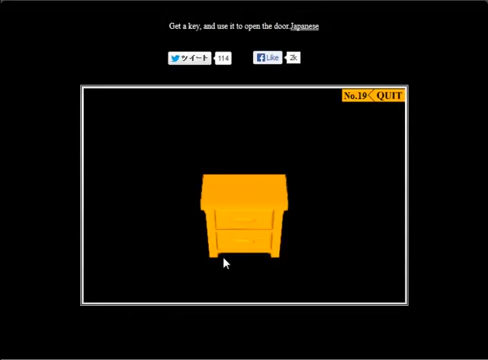 Get a key, and use it to open the door.Japanese
ツイート 114 Like 2k
No.19 QUIT